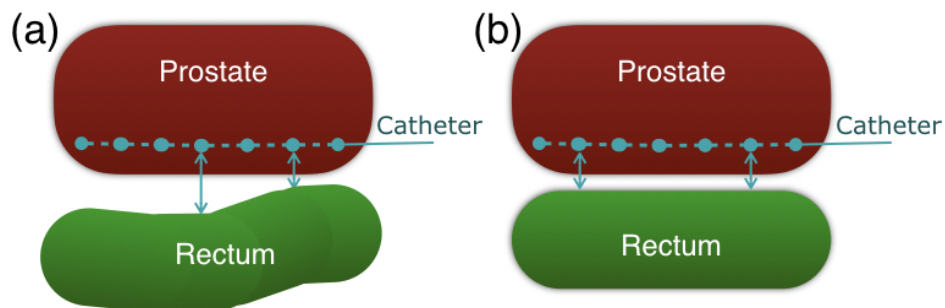 (a)
Prostate
Catheter
Rectum
(b)
Prostate
Catheter
Rectum